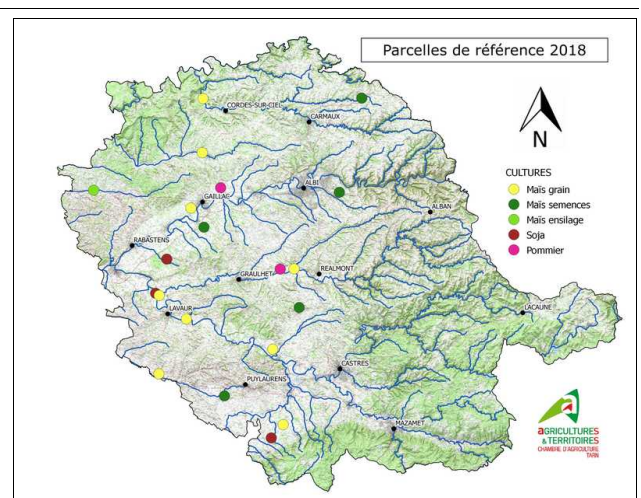 Parcelles de référence 2018
N
CORDES-SUR-CIEL
CARMAUX
CULTURES
Maïs grain
Maïs semences
Maïs ensilage
Soja
Pommier
ALBI
GAILLAC
ALBAN
RABASTENS
GRAULHET
REALMONT
LAVAUR
LACAUNE
CASTRES
PUYLAURENS
MAZAMET
aGRICULTURES
& TERRITOIRES
CHAMBRE D'AGRICULTURE
TARN